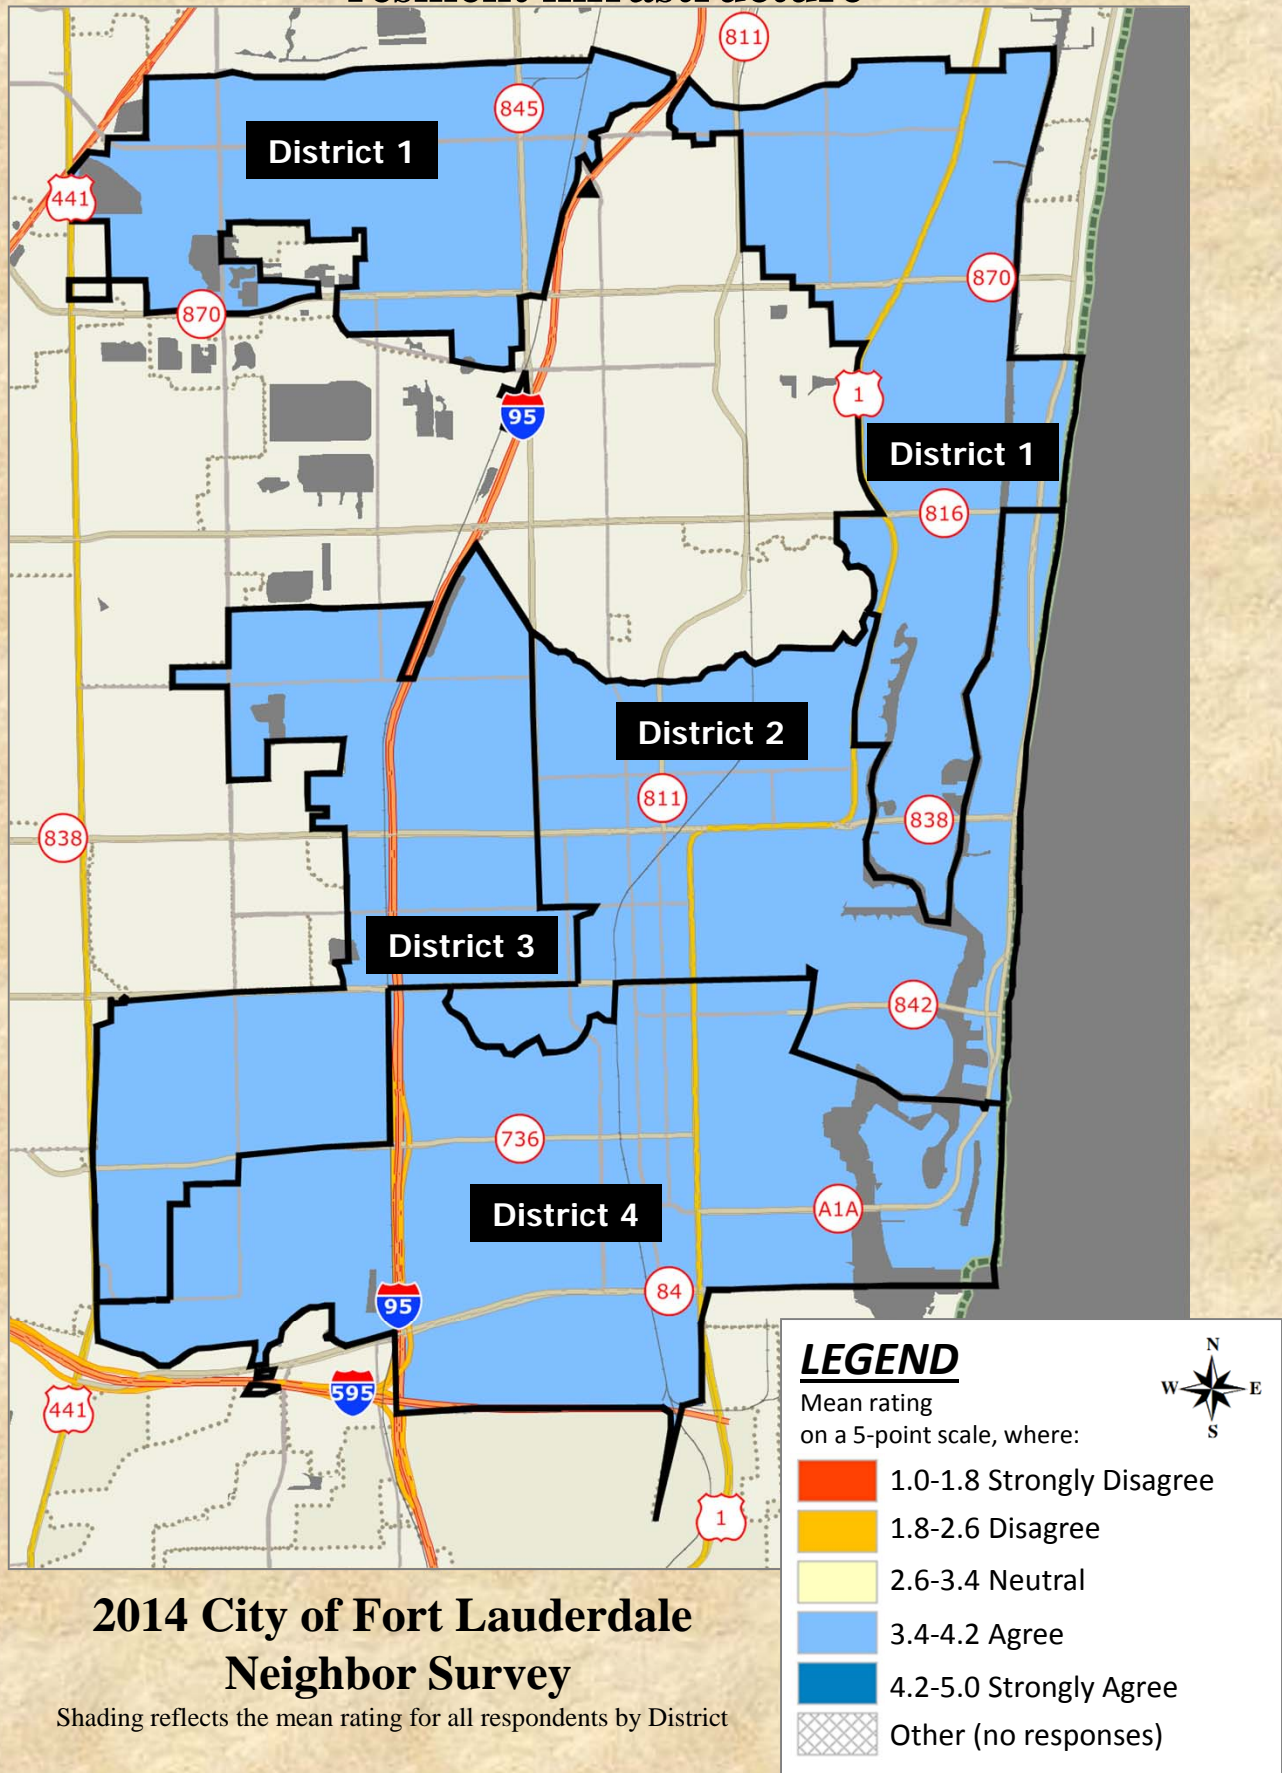 resilient infrastructure
811
845
District 1
441
870
870
1
95
District 1
816
District 2
811
838
838
District 3
842
736
District 4
A1A
84
95
595
441
1
LEGEND
Mean rating
on a 5-point scale, where:
N
W E
S
1.0-1.8 Strongly Disagree
1.8-2.6 Disagree
2.6-3.4 Neutral
3.4-4.2 Agree
4.2-5.0 Strongly Agree
Other (no responses)
2014 City of Fort Lauderdale
Neighbor Survey
Shading reflects the mean rating for all respondents by District